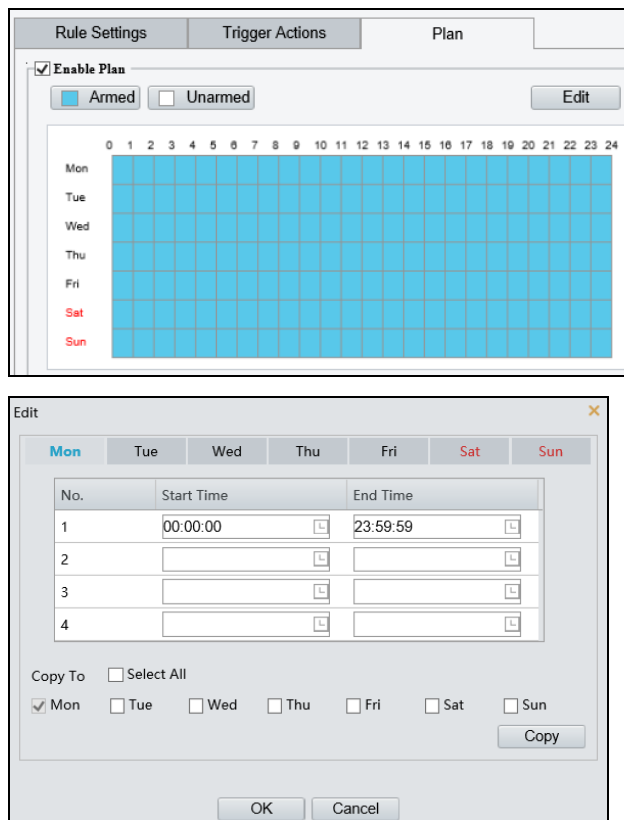 Rule Settings Trigger Actions Plan
Enable Plan
Armed Unarmed Edit
0 1 2 3 4 5 6 7 8 9 10 11 12 13 14 15 16 17 18 19 20 21 22 23 24
Mon
Tue
Wed
Thu
Fri
Sat
Sun
Edit ×
Mon Tue Wed Thu Fri Sat Sun
No. Start Time End Time
1 00:00:00 23:59:59
2
3
4
Copy To Select All
Mon Tue Wed Thu Fri Sat Sun
Copy
OK Cancel